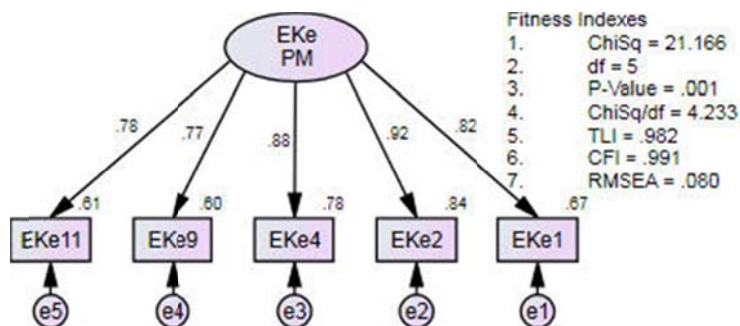 EKe
PM
Fitness Indexes
1. ChiSq = 21.166
2. df = 5
3. P-Value = .001
4. ChiSq/df = 4.233
5. TLI = .982
6. CFI = .991
7. RMSEA = .080
.78
.77
.88
.92
.82
.61
.60
.78
.84
.67
EKe11
EKe9
EKe4
EKe2
EKe1
e5
e4
e3
e2
e1